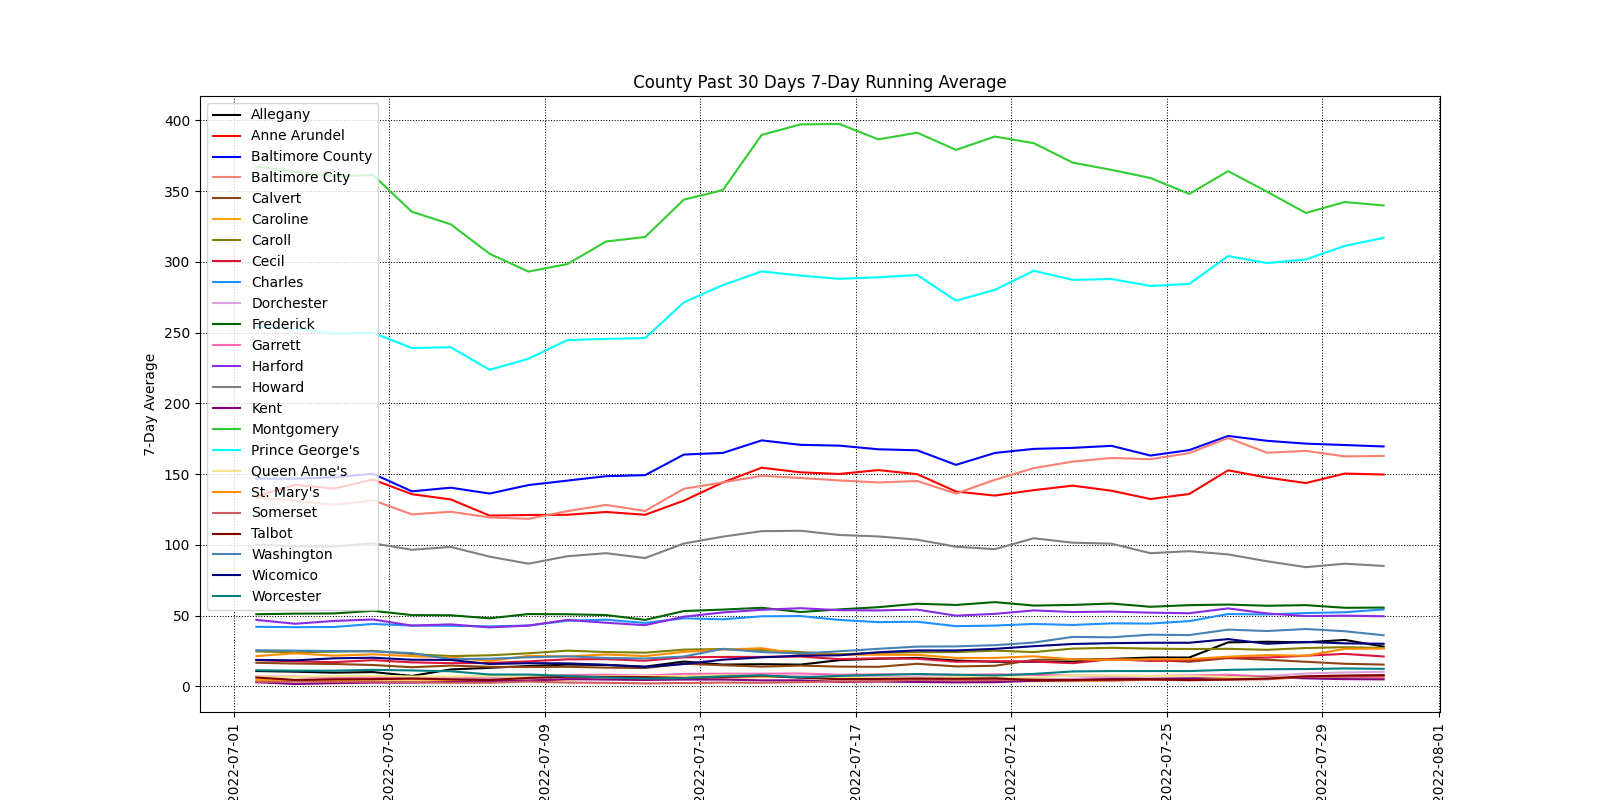 County Past 30 Days 7-Day Running Average
7-Day Average
400
350
300
250
200
150
100
50
0
Allegany
Anne Arundel
Baltimore County
Baltimore City
Calvert
Caroline
Caroll
Cecil
Charles
Dorchester
Frederick
Garrett
Harford
Howard
Kent
Montgomery
Prince George's
Queen Anne's
St. Mary's
Somerset
Talbot
Washington
Wicomico
Worcester
2022-07-01
2022-07-05
2022-07-09
2022-07-13
2022-07-17
2022-07-21
2022-07-25
2022-07-29
2022-08-01